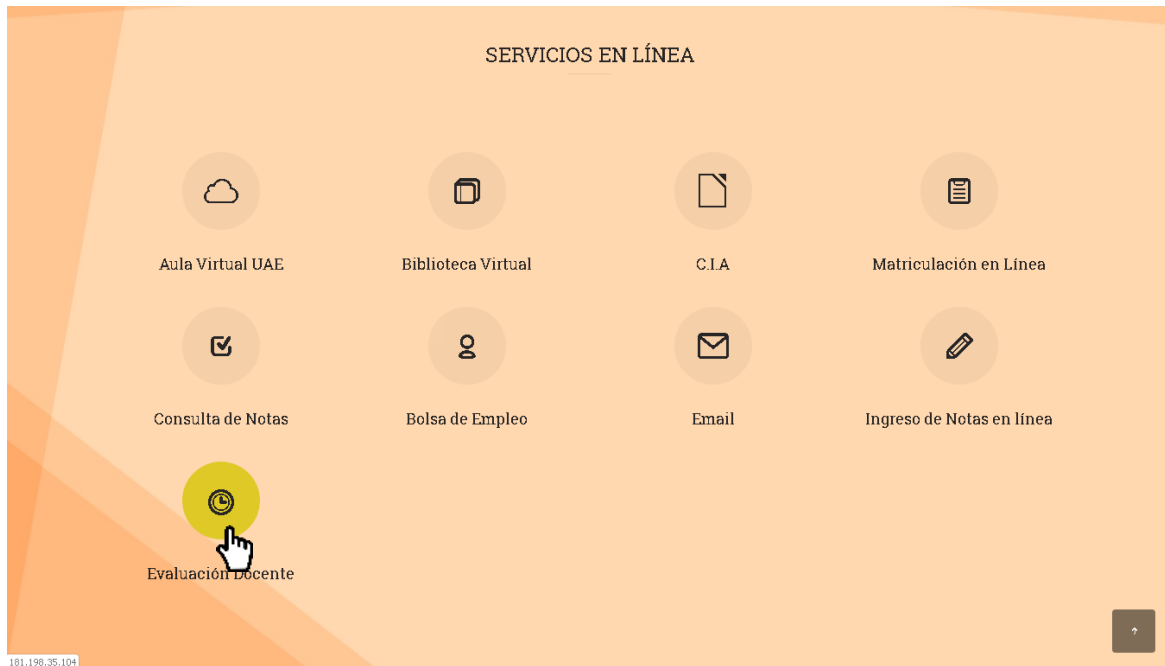 SERVICIOS EN LÍNEA
Aula Virtual UAE
Biblioteca Virtual
C.I.A
Matriculación en Línea
Consulta de Notas
Bolsa de Empleo
Email
Ingreso de Notas en línea
Evaluación Docente
181.198.35.104